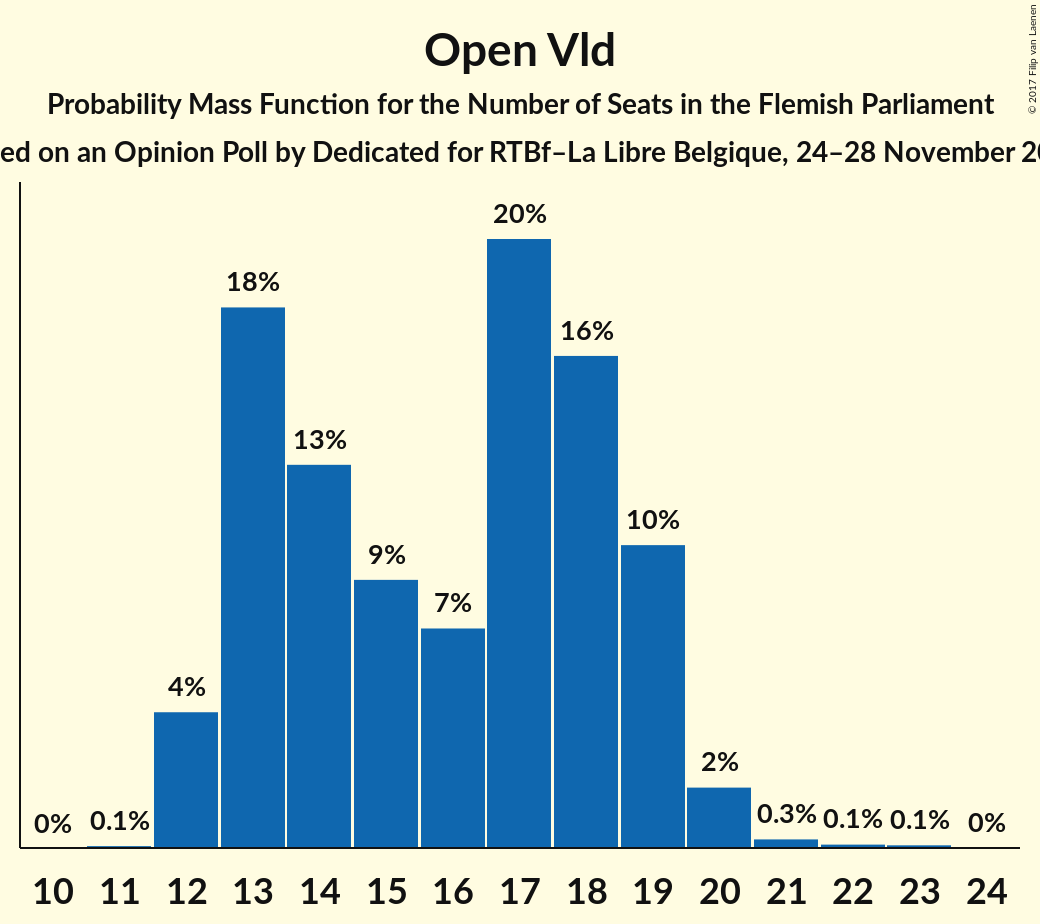 Open Vld
Probability Mass Function for the Number of Seats in the Flemish Parliament
ed on an Opinion Poll by Dedicated for RTBf–La Libre Belgique, 24–28 November 20
© 2017 Filip van Laenen
20%
18%
16%
13%
10%
9%
7%
4%
2%
0% 0.1% 0.3% 0.1% 0.1% 0%
10 11 12 13 14 15 16 17 18 19 20 21 22 23 24